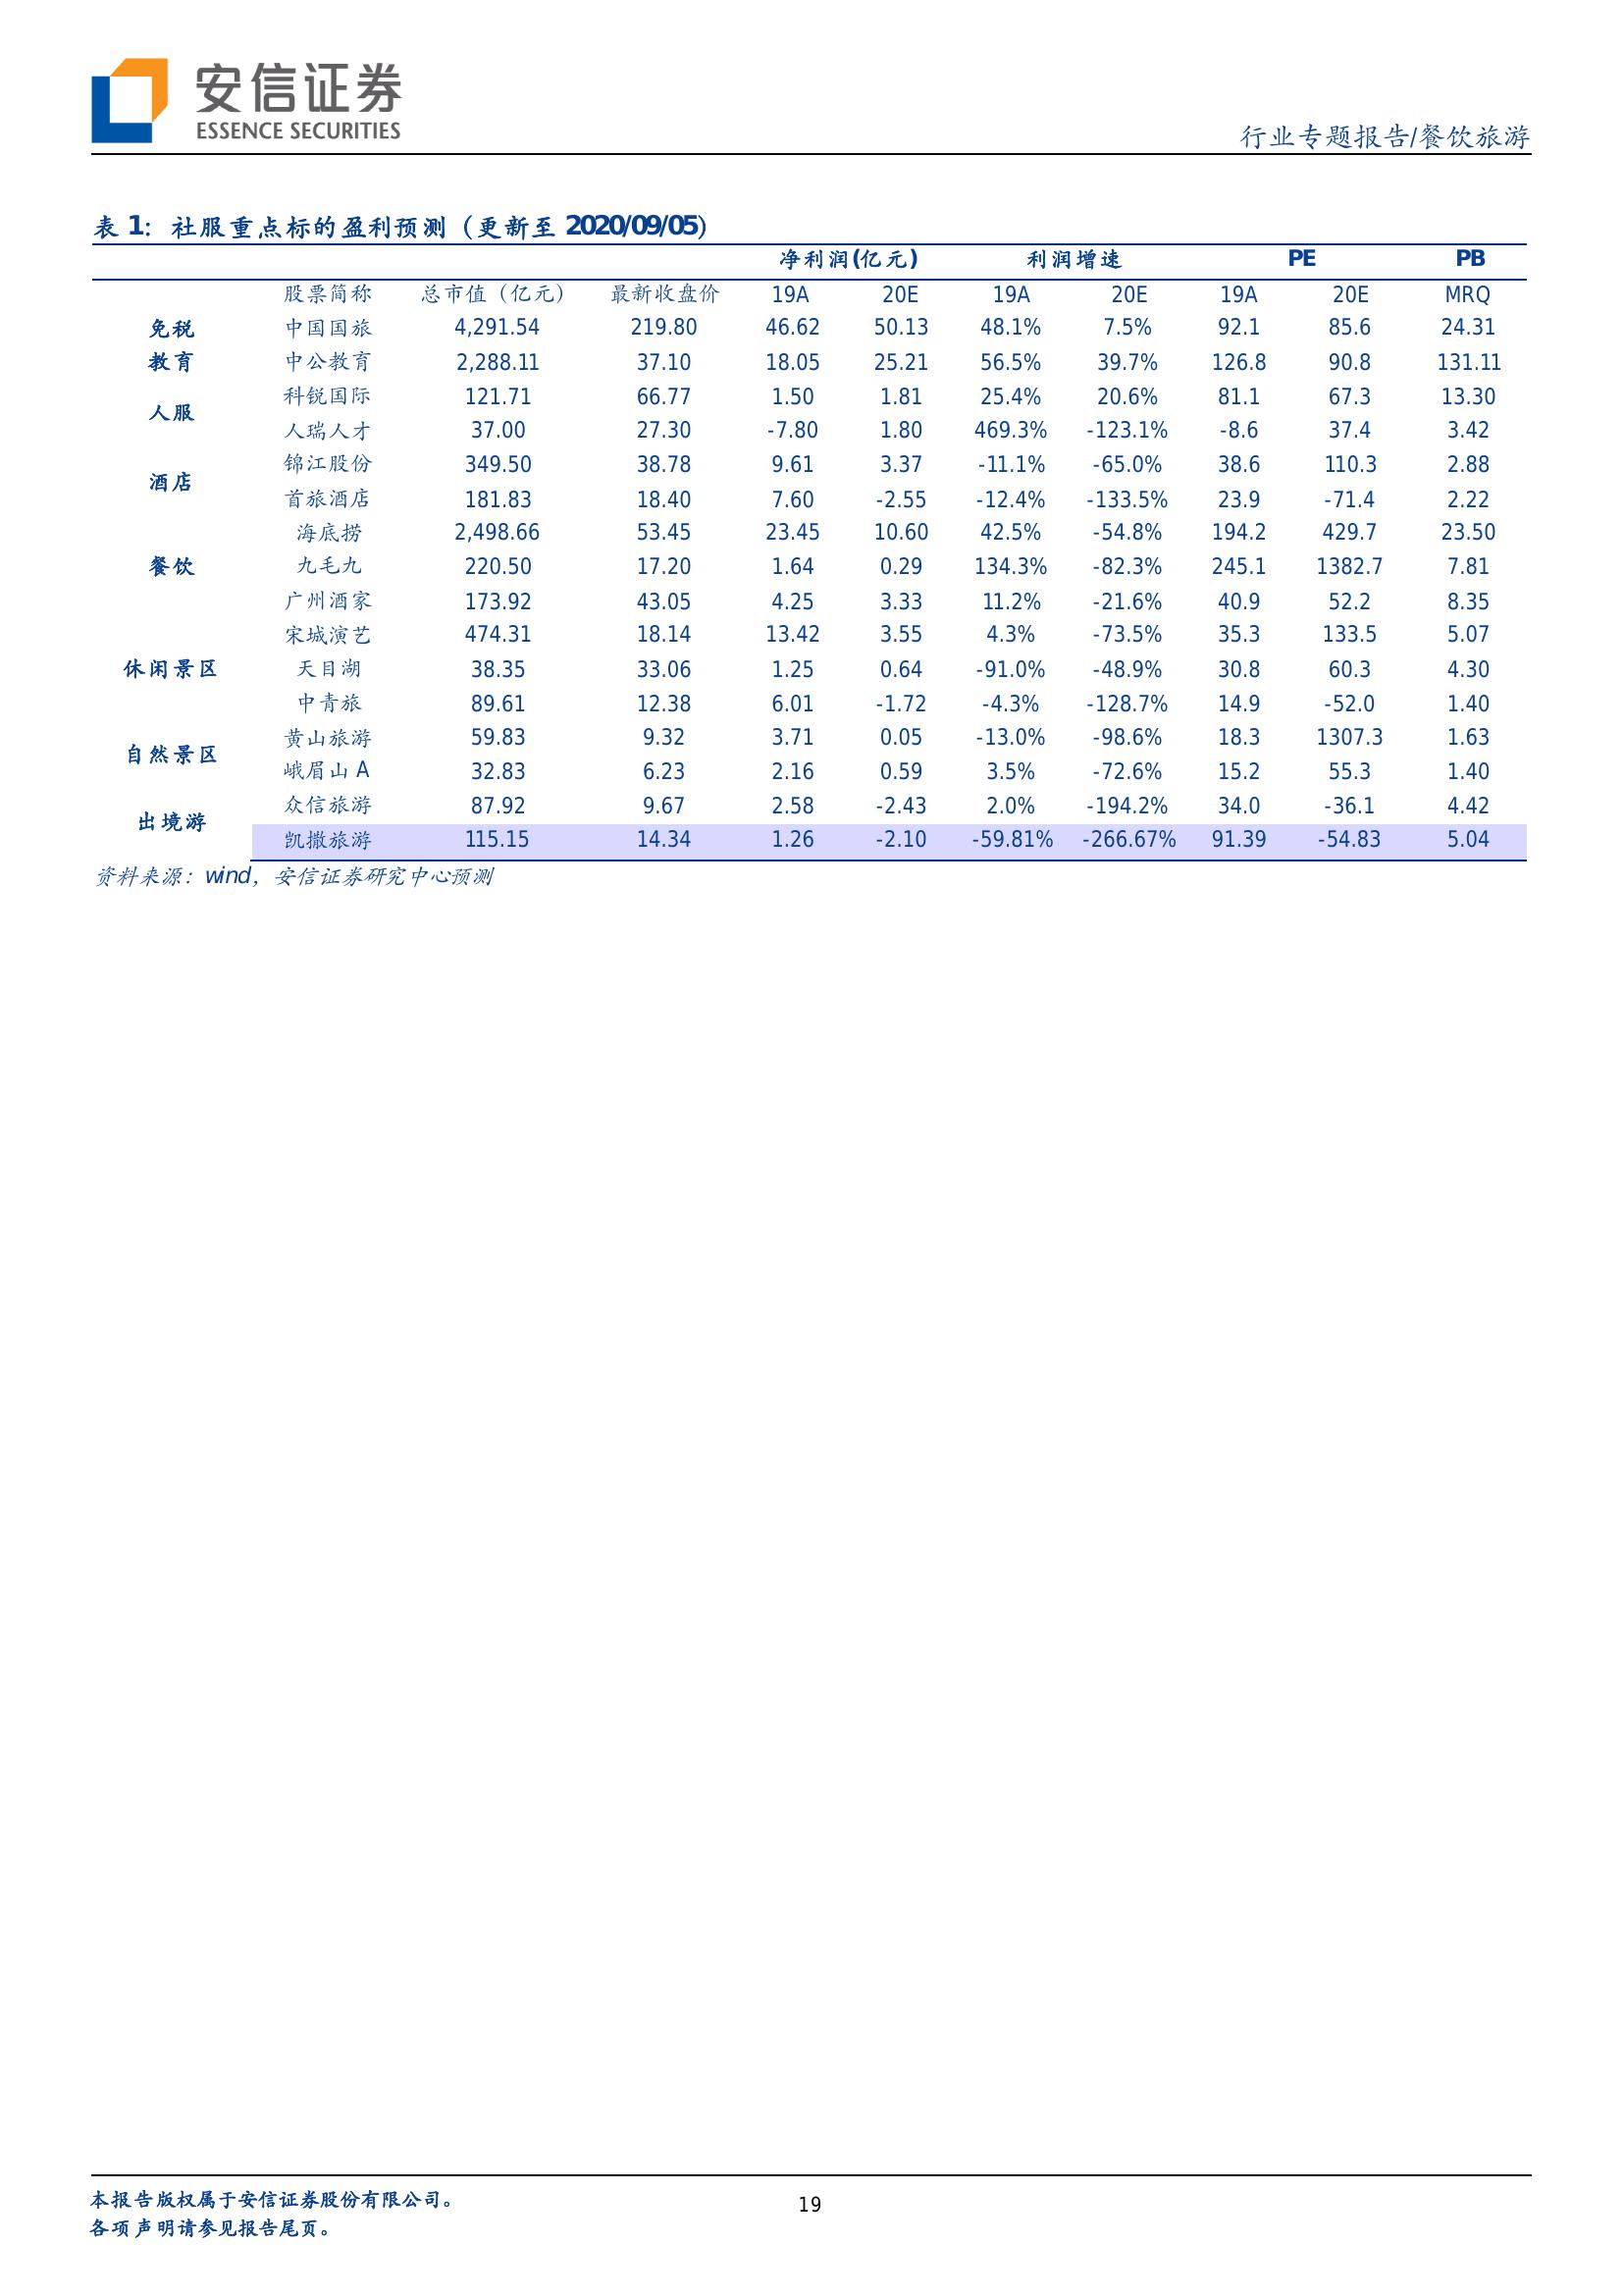 安信证券
ESSENCE SECURITIES
行业专题报告/餐饮旅游
表 1：社服重点标的盈利预测（更新至 2020/09/05）
净利润(亿元) 利润增速 PE PB
股票简称 总市值（亿元） 最新收盘价 19A 20E 19A 20E 19A 20E MRQ
免税 中国国旅 4,291.54 219.80 46.62 50.13 48.1% 7.5% 92.1 85.6 24.31
教育 中公教育 2,288.11 37.10 18.05 25.21 56.5% 39.7% 126.8 90.8 131.11
人服 科锐国际 121.71 66.77 1.50 1.81 25.4% 20.6% 81.1 67.3 13.30
人瑞人才 37.00 27.30 -7.80 1.80 469.3% -123.1% -8.6 37.4 3.42
酒店 锦江股份 349.50 38.78 9.61 3.37 -11.1% -65.0% 38.6 110.3 2.88
首旅酒店 181.83 18.40 7.60 -2.55 -12.4% -133.5% 23.9 -71.4 2.22
海底捞 2,498.66 53.45 23.45 10.60 42.5% -54.8% 194.2 429.7 23.50
餐饮 九毛九 220.50 17.20 1.64 0.29 134.3% -82.3% 245.1 1382.7 7.81
广州酒家 173.92 43.05 4.25 3.33 11.2% -21.6% 40.9 52.2 8.35
宋城演艺 474.31 18.14 13.42 3.55 4.3% -73.5% 35.3 133.5 5.07
休闲景区 天目湖 38.35 33.06 1.25 0.64 -91.0% -48.9% 30.8 60.3 4.30
中青旅 89.61 12.38 6.01 -1.72 -4.3% -128.7% 14.9 -52.0 1.40
自然景区 黄山旅游 59.83 9.32 3.71 0.05 -13.0% -98.6% 18.3 1307.3 1.63
峨眉山 A 32.83 6.23 2.16 0.59 3.5% -72.6% 15.2 55.3 1.40
出境游 众信旅游 87.92 9.67 2.58 -2.43 2.0% -194.2% 34.0 -36.1 4.42
凯撒旅游 115.15 14.34 1.26 -2.10 -59.81% -266.67% 91.39 -54.83 5.04
资料来源：wind，安信证券研究中心预测
本报告版权属于安信证券股份有限公司。
各项声明请参见报告尾页。
19